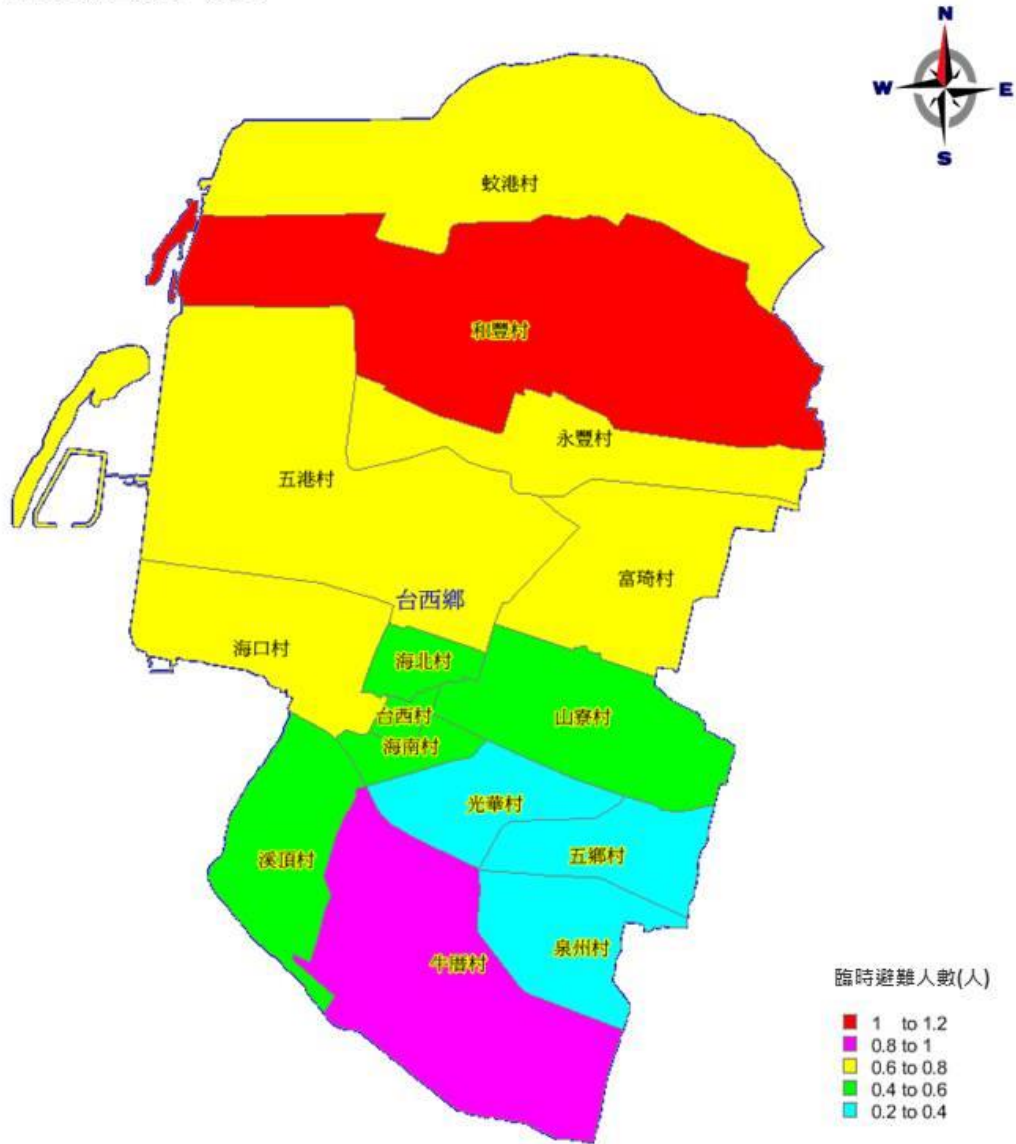 N
W
E
S
蚊港村
和豐村
永豐村
五港村
富琦村
台西鄉
海口村
海北村
台西村
山寮村
海南村
光華村
五鄉村
溪頂村
泉州村
牛厝村
臨時避難人數(人)
1 to 1.2
0.8 to 1
0.6 to 0.8
0.4 to 0.6
0.2 to 0.4